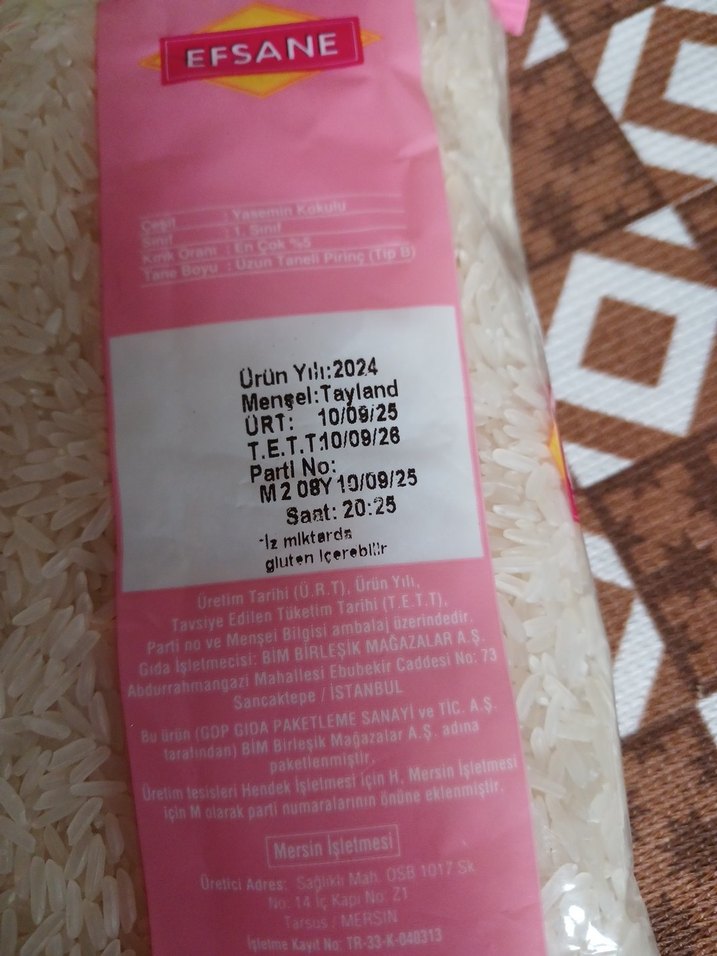 EFSANE
Çeşit : Yasemin Kokulu
Sınıf : 1. Sınıf
Kırık Oranı : En Çok %5
Tane Boyu : Uzun Taneli Pirinç (Tip B)
Ürün Yılı:2024
Menşei:Tayland
ÜRT: 10/09/25
T.E.T.T10/09/26
Parti No:
M 2 08Y 10/09/25
Saat: 20:25
-İz miktarda
gluten içerebilir
Üretim Tarihi (Ü.R.T), Ürün Yılı,
Tavsiye Edilen Tüketim Tarihi (T.E.T.T),
Parti no ve Menşei Bilgisi ambalaj üzerindedir.
Gıda İşletmecisi: BİM BİRLEŞİK MAĞAZALAR A.Ş.
Abdurrahmangazi Mahallesi Ebubekir Caddesi No: 73
Sancaktepe / İSTANBUL
Bu ürün (GDP GIDA PAKETLEME SANAYİ ve TİC. A.Ş.
tarafından) BİM Birleşik Mağazalar A.Ş. adına
paketlenmiştir.
Üretim tesisleri Hendek İşletmesi için H, Mersin İşletmesi
için M olarak parti numaralarının önüne eklenmiştir.
Mersin İşletmesi
Üretici Adres: Sağlıklı Mah. OSB 1017 Sk.
No: 14 İç Kapı No: Z1
Tarsus / MERSİN
İşletme Kayıt No: TR-33-K-040313